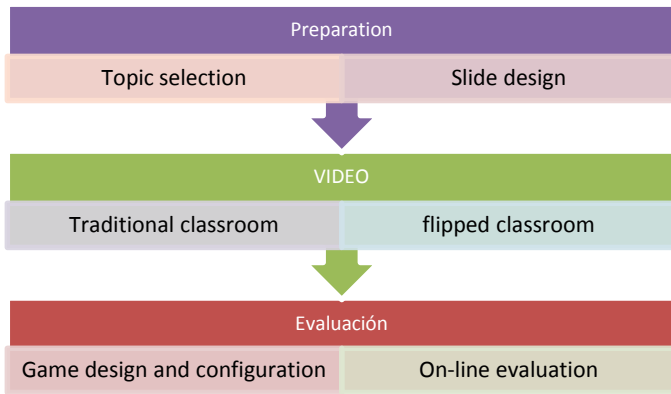 Preparation
Topic selection
Slide design
VIDEO
Traditional classroom
flipped classroom
Evaluación
Game design and configuration
On-line evaluation